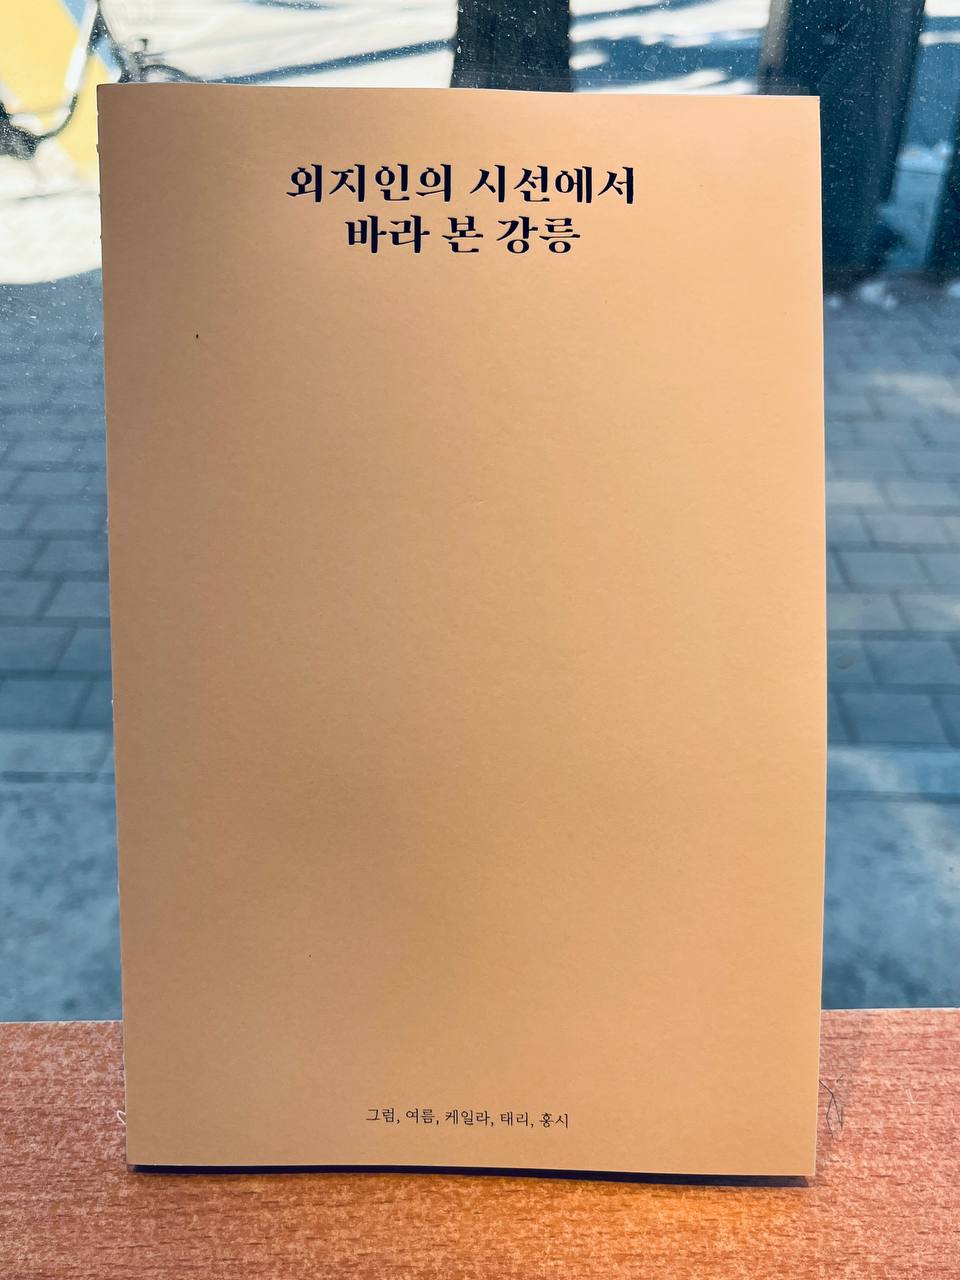 외지인의 시선에서
바라 본 강릉
그럼, 여름, 케일라, 태리, 홍시